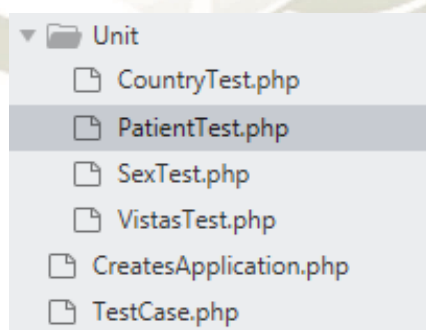 Unit
CountryTest.php
PatientTest.php
SexTest.php
VistasTest.php
CreatesApplication.php
TestCase.php